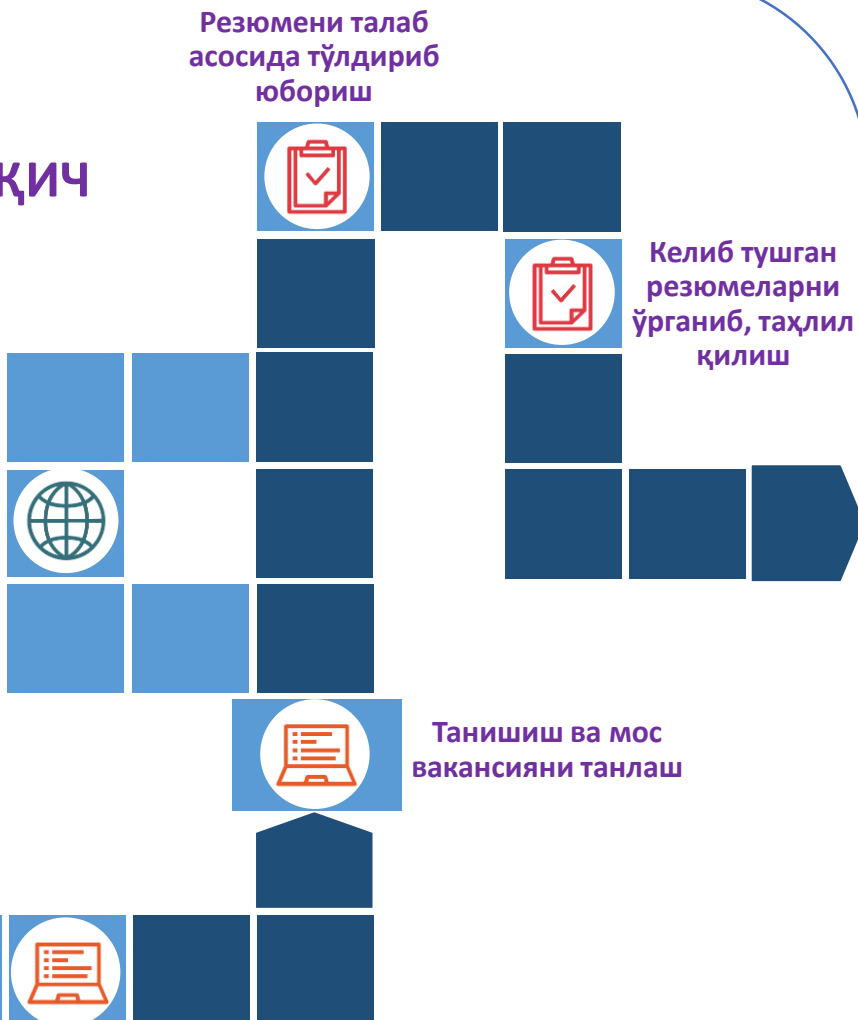 Резюмени талаб
асосида тўлдириб
юбориш
қич
Келиб тушган
резюмеларни
ўрганиб, таҳлил
қилиш
Танишиш ва мос
вакансияни танлаш